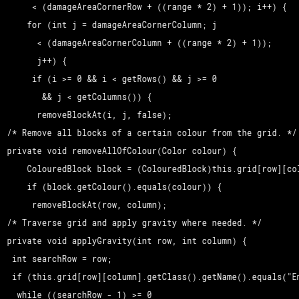 < (damageAreaCornerRow + ((range * 2) + 1)); i++) {
for (int j = damageAreaCornerColumn; j
< (damageAreaCornerColumn + ((range * 2) + 1));
j++) {
if (i >= 0 && i < getRows() && j >= 0
&& j < getColumns()) {
removeBlockAt(i, j, false);
/* Remove all blocks of a certain colour from the grid. */
private void removeAllOfColour(Color colour) {
ColouredBlock block = (ColouredBlock)this.grid[row][col
if (block.getColour().equals(colour)) {
removeBlockAt(row, column);
/* Traverse grid and apply gravity where needed. */
private void applyGravity(int row, int column) {
int searchRow = row;
if (this.grid[row][column].getClass().getName().equals("Em
while ((searchRow - 1) >= 0